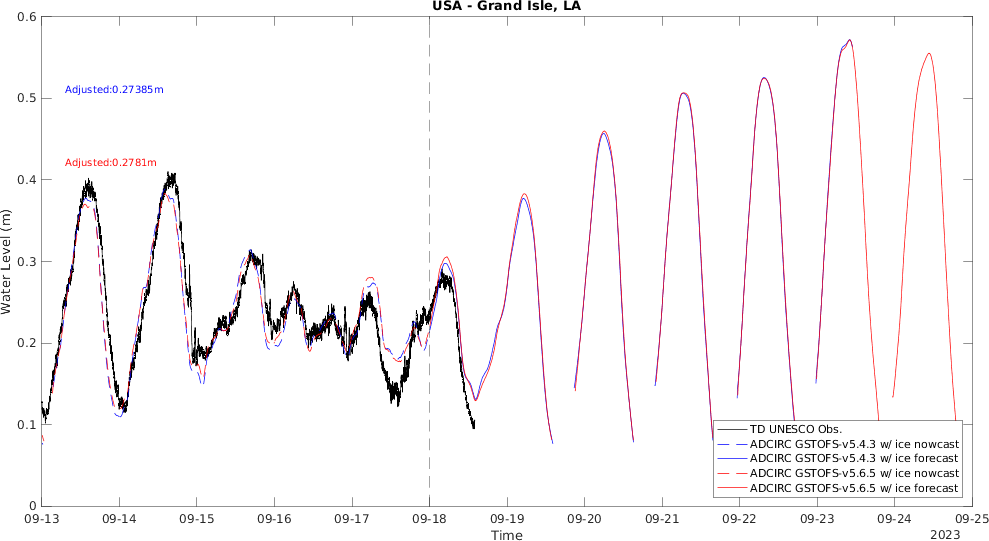 USA - Grand Isle, LA
0.6
0.5
0.4
0.3
0.2
0.1
0
Water Level (m)
Adjusted:0.27385m
Adjusted:0.2781m
TD UNESCO Obs.
ADCIRC GSTOFS-v5.4.3 w/ ice nowcast
ADCIRC GSTOFS-v5.4.3 w/ ice forecast
ADCIRC GSTOFS-v5.6.5 w/ ice nowcast
ADCIRC GSTOFS-v5.6.5 w/ ice forecast
09-13 09-14 09-15 09-16 09-17 09-18 09-19 09-20 09-21 09-22 09-23 09-24 09-25
Time
2023